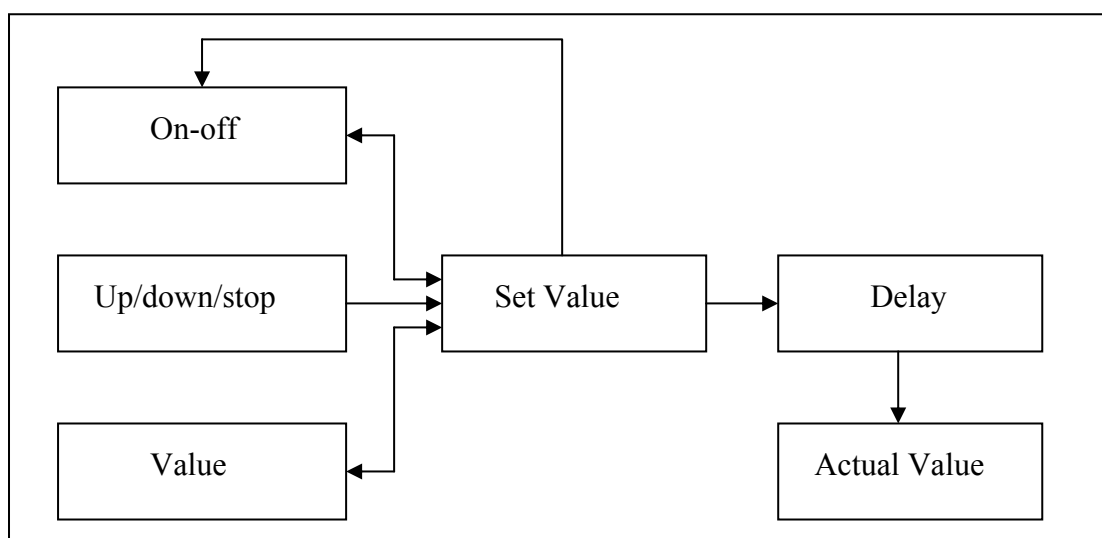 On-off
Up/down/stop
Set Value
Delay
Value
Actual Value